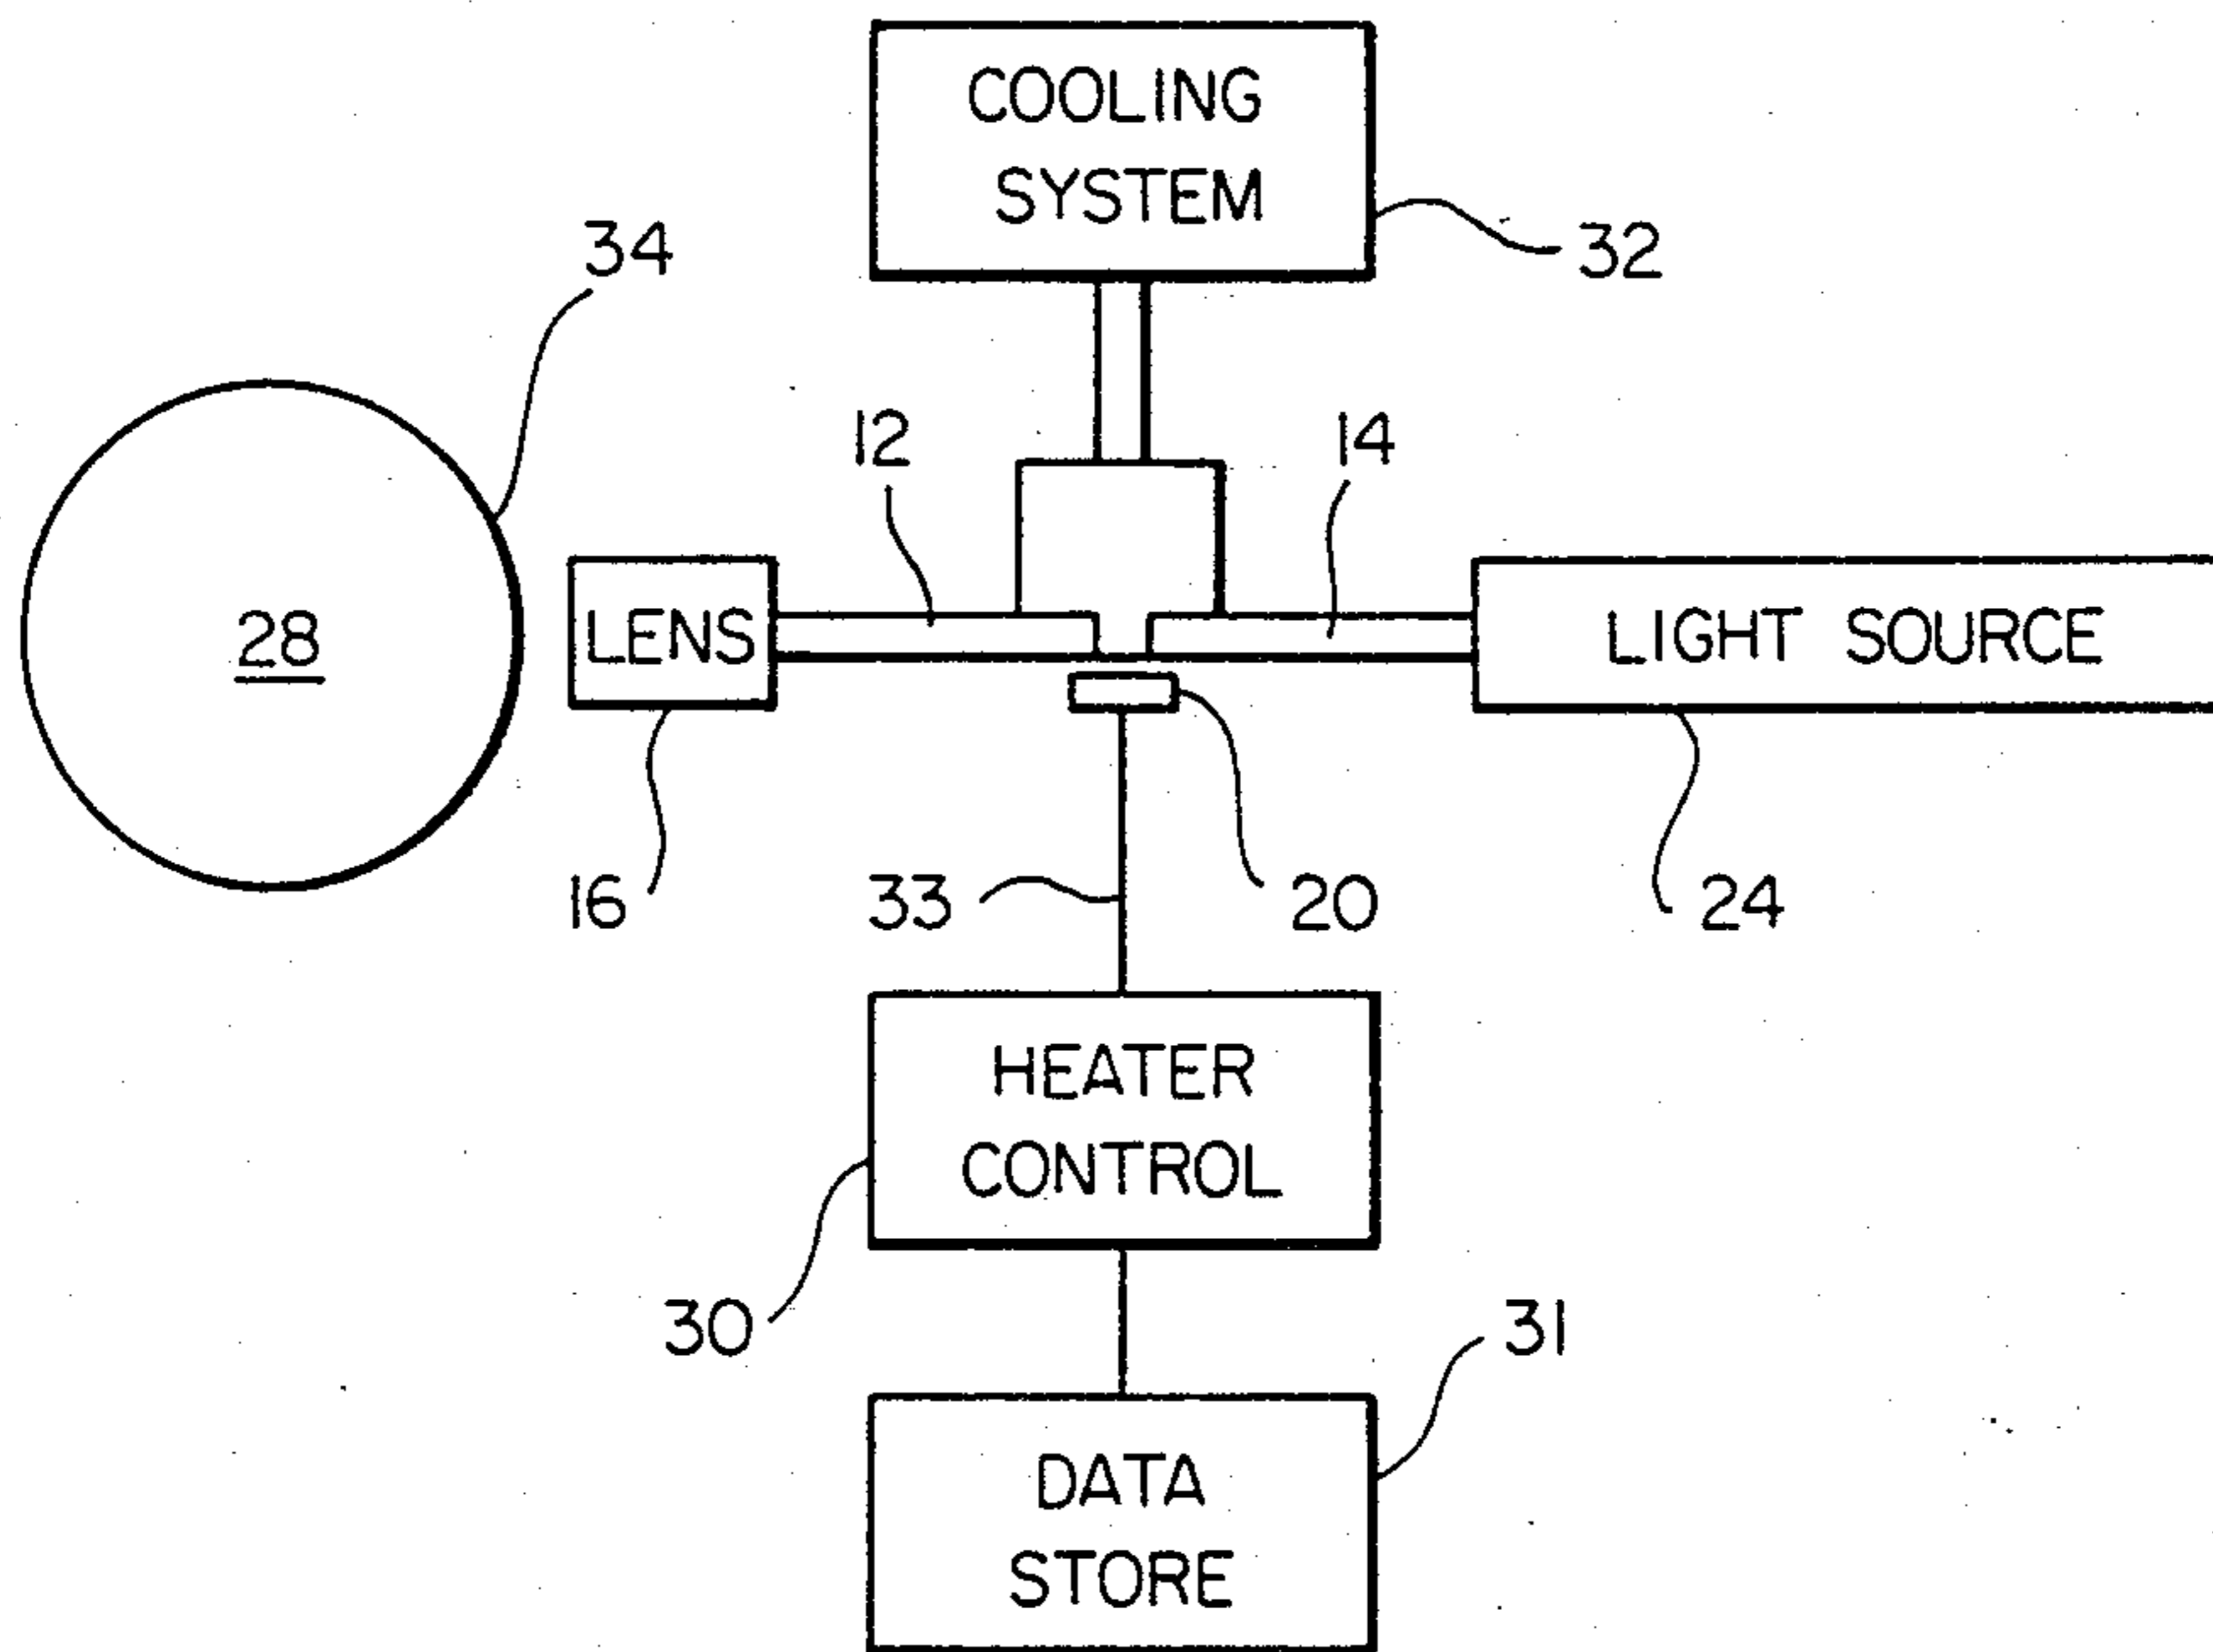 COOLING
SYSTEM
34
32
12
14
28
LENS
LIGHT SOURCE
16
33
20
24
HEATER
CONTROL
30
31
DATA
STORE